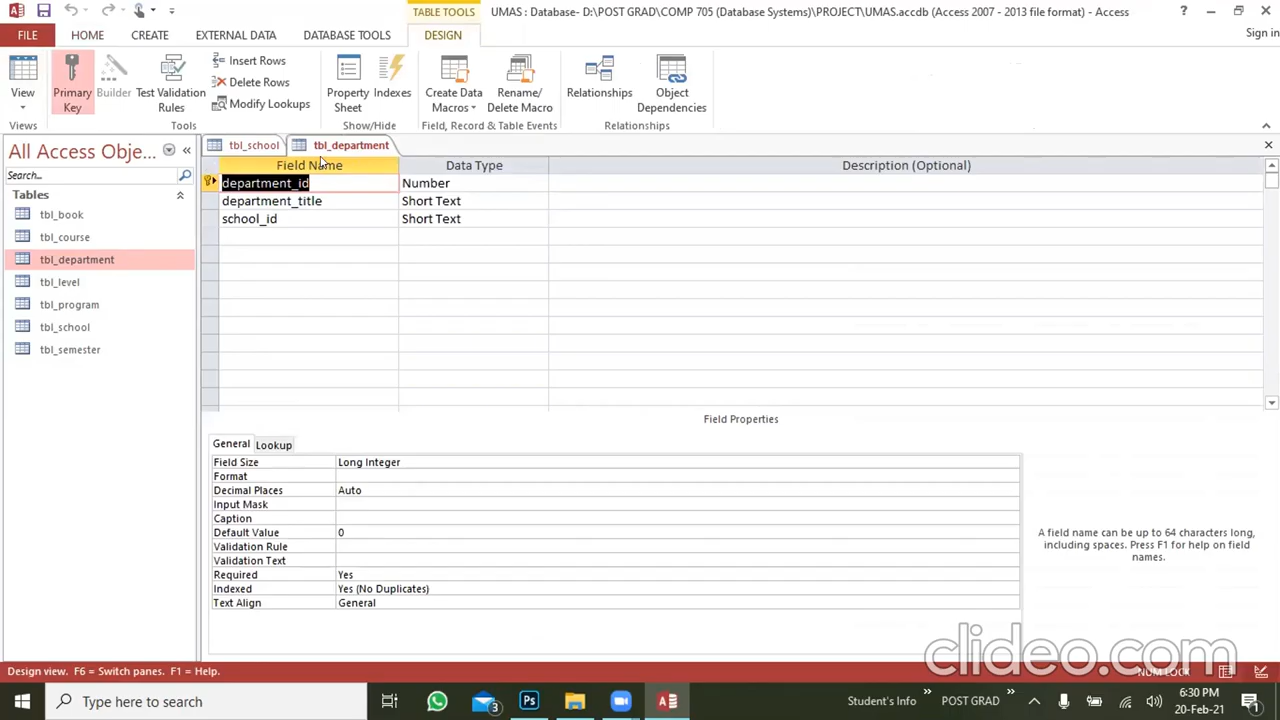 UMAS : Database- D:\POST GRAD\COMP 705 (Database Systems)\PROJECT\UMAS.accdb (Access 2007 - 2013 file format) - Access
TABLE TOOLS
FILE HOME CREATE EXTERNAL DATA DATABASE TOOLS DESIGN Sign in
View
Primary Key
Builder
Test Validation Rules
Insert Rows
Delete Rows
Modify Lookups
Property Sheet
Indexes
Create Data Macros
Rename/ Delete Macro
Relationships
Object Dependencies
Views Tools Show/Hide Field, Record & Table Events Relationships
All Access Obje...
Search...
Tables
tbl_book
tbl_course
tbl_department
tbl_level
tbl_program
tbl_school
tbl_semester
tbl_school tbl_department
Field Name Data Type Description (Optional)
department_id Number
department_title Short Text
school_id Short Text
Field Properties
General Lookup
Field Size Long Integer
Format
Decimal Places Auto
Input Mask
Caption
Default Value 0
Validation Rule
Validation Text
Required Yes
Indexed Yes (No Duplicates)
Text Align General
A field name can be up to 64 characters long,
including spaces. Press F1 for help on field
names.
clideo.com
Design view. F6 = Switch panes. F1 = Help. NUM LOCK
Type here to search
3
Ps
Student's Info
POST GRAD
6:30 PM
20-Feb-21
1